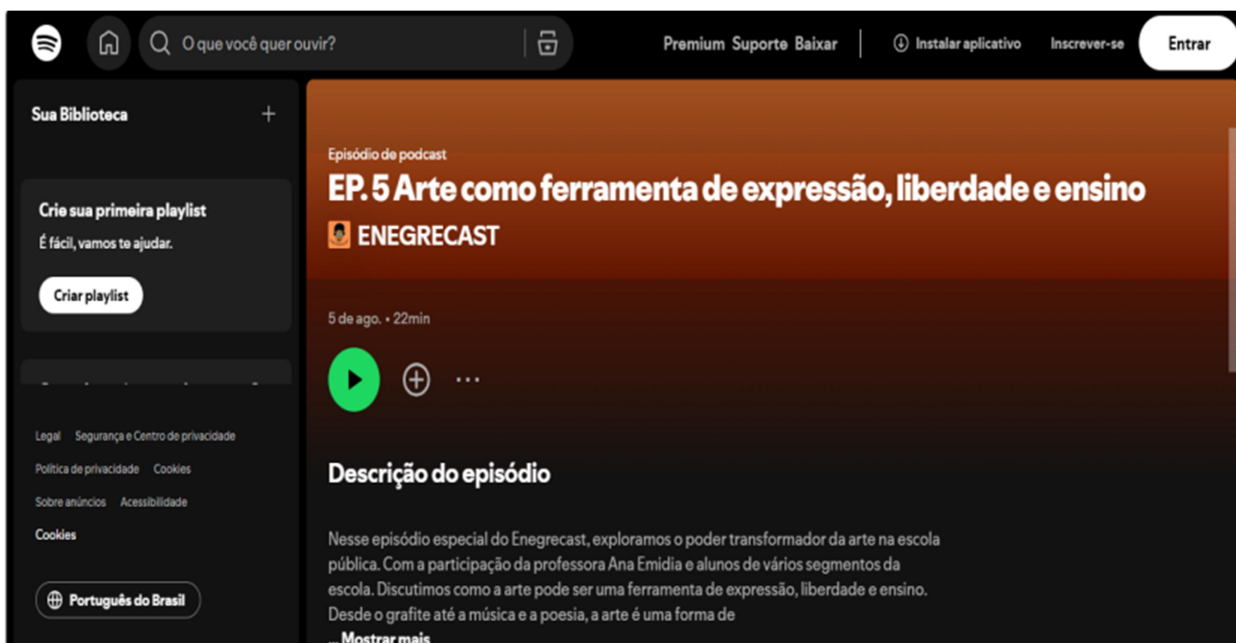 O que você quer ouvir?
Premium Suporte Baixar
Instalar aplicativo
Inscrever-se
Entrar
Sua Biblioteca
Crie sua primeira playlist
É fácil, vamos te ajudar.
Criar playlist
Legal Segurança e Centro de privacidade
Política de privacidade Cookies
Sobre anúncios Acessibilidade
Cookies
Português do Brasil
Episódio de podcast
EP. 5 Arte como ferramenta de expressão, liberdade e ensino
ENEGRECAST
5 de ago. • 22min
Descrição do episódio
Nesse episódio especial do Enegrecast, exploramos o poder transformador da arte na escola
pública. Com a participação da professora Ana Emidia e alunos de vários segmentos da
escola. Discutimos como a arte pode ser uma ferramenta de expressão, liberdade e ensino.
Desde o grafite até a música e a poesia, a arte é uma forma de
... Mostrar mais